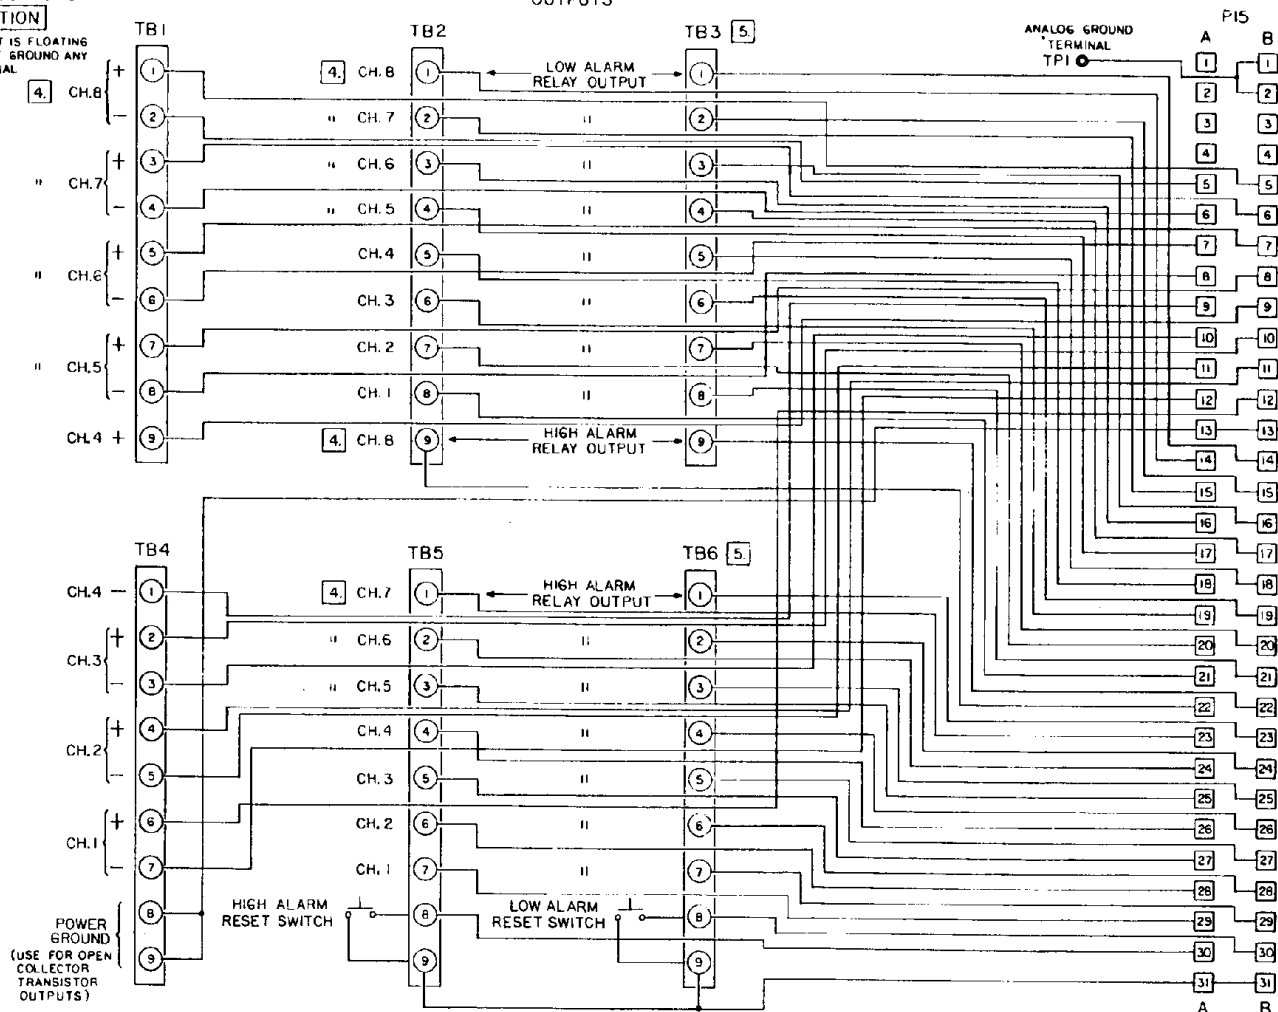 OUTPUTS
TION
T IS FLOATING
GROUND ANY
AL
TB1
TB2
TB3 5.
ANALOG GROUND
TERMINAL
TP1
P15
A B
4. CH.8 + 1
- 2
" CH.7 + 3
- 4
" CH.6 + 5
- 6
" CH.5 + 7
- 8
CH.4 + 9
4. CH.8 1 LOW ALARM
RELAY OUTPUT 1
" CH.7 2 " 2
" CH.6 3 " 3
" CH.5 4 " 4
CH.4 5 " 5
CH.3 6 " 6
CH.2 7 " 7
CH.1 8 " 8
4. CH.8 9 HIGH ALARM
RELAY OUTPUT 9
TB4
TB5
TB6 5.
CH.4 - 1
CH.3 + 2
- 3
CH.2 + 4
- 5
CH.1 + 6
- 7
POWER
GROUND
8
9
(USE FOR OPEN
COLLECTOR
TRANSISTOR
OUTPUTS)
4. CH.7 1 HIGH ALARM
RELAY OUTPUT 1
" CH.6 2 " 2
" CH.5 3 " 3
CH.4 4 " 4
CH.3 5 " 5
CH.2 6 " 6
CH.1 7 " 7
HIGH ALARM
RESET SWITCH
8
9
LOW ALARM
RESET SWITCH
8
9
1 1
2 2
3 3
4 4
5 5
6 6
7 7
8 8
9 9
10 10
11 11
12 12
13 13
14 14
15 15
16 16
17 17
18 18
19 19
20 20
21 21
22 22
23 23
24 24
25 25
26 26
27 27
28 28
29 29
30 30
31 31
A B